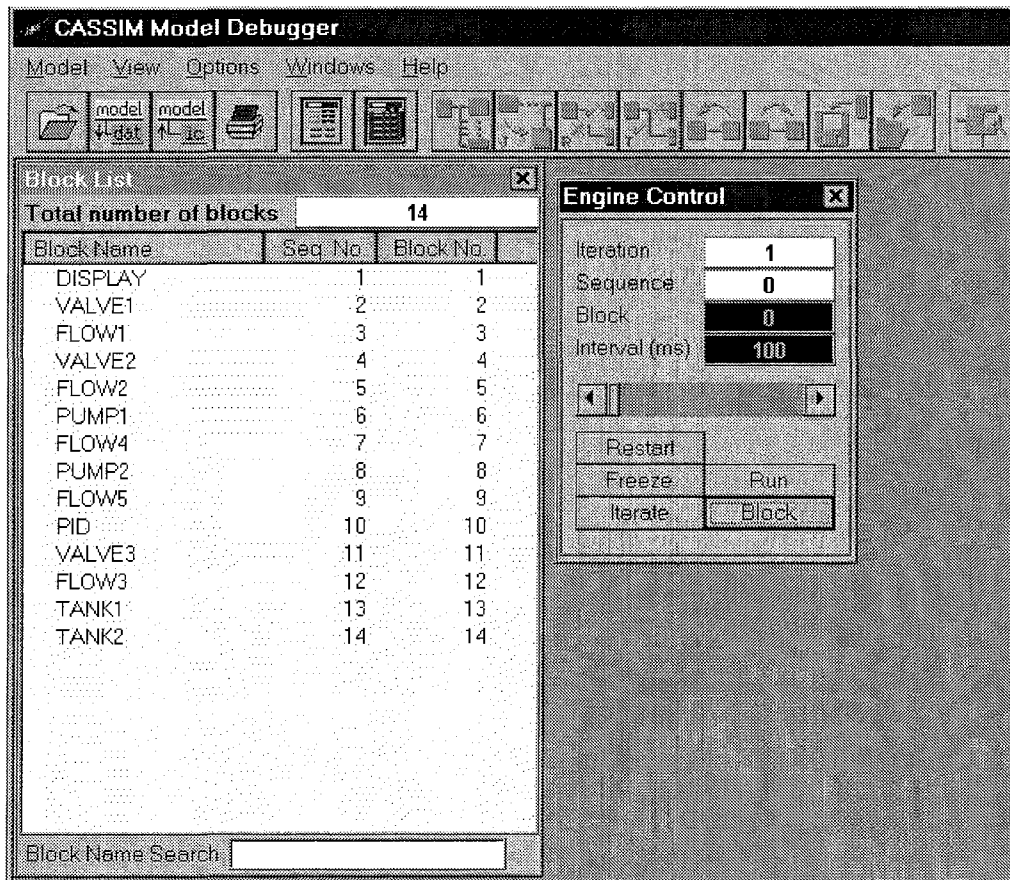 CASSIM Model Debugger
Model View Options Windows Help
model model
dat ic
Block List
Total number of blocks 14
Block Name Seq. No Block No
DISPLAY 1 1
VALVE1 2 2
FLOW1 3 3
VALVE2 4 4
FLOW2 5 5
PUMP1 6 6
FLOW4 7 7
PUMP2 8 8
FLOW5 9 9
PID 10 10
VALVE3 11 11
FLOW3 12 12
TANK1 13 13
TANK2 14 14
Block Name Search
Engine Control
Iteration 1
Sequence 0
Block 0
Interval (ms) 100
Restart
Freeze Run
Iterate Block